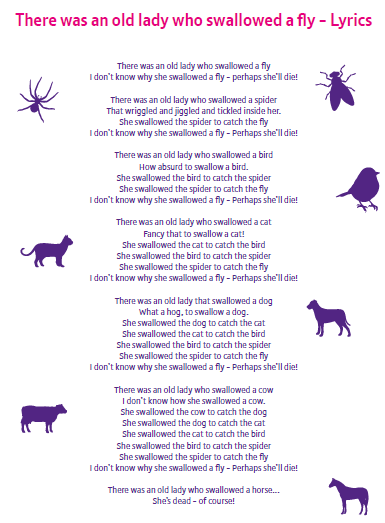 There was an old lady who swallowed a fly – Lyrics
There was an old lady who swallowed a fly
I don't know why she swallowed a fly – perhaps she'll die!
There was an old lady who swallowed a spider
That wriggled and jiggled and tickled inside her.
She swallowed the spider to catch the fly
I don't know why she swallowed a fly – Perhaps she'll die!
There was an old lady who swallowed a bird
How absurd to swallow a bird.
She swallowed the bird to catch the spider
She swallowed the spider to catch the fly
I don't know why she swallowed a fly – Perhaps she'll die!
There was an old lady who swallowed a cat
Fancy that to swallow a cat!
She swallowed the cat to catch the bird
She swallowed the bird to catch the spider
She swallowed the spider to catch the fly
I don't know why she swallowed a fly – Perhaps she'll die!
There was an old lady that swallowed a dog
What a hog, to swallow a dog.
She swallowed the dog to catch the cat
She swallowed the cat to catch the bird
She swallowed the bird to catch the spider
She swallowed the spider to catch the fly
I don't know why she swallowed a fly – Perhaps she'll die!
There was an old lady who swallowed a cow
I don't know how she swallowed a cow.
She swallowed the cow to catch the dog
She swallowed the dog to catch the cat
She swallowed the cat to catch the bird
She swallowed the bird to catch the spider
She swallowed the spider to catch the fly
I don't know why she swallowed a fly – Perhaps she'll die!
There was an old lady who swallowed a horse...
She's dead – of course!